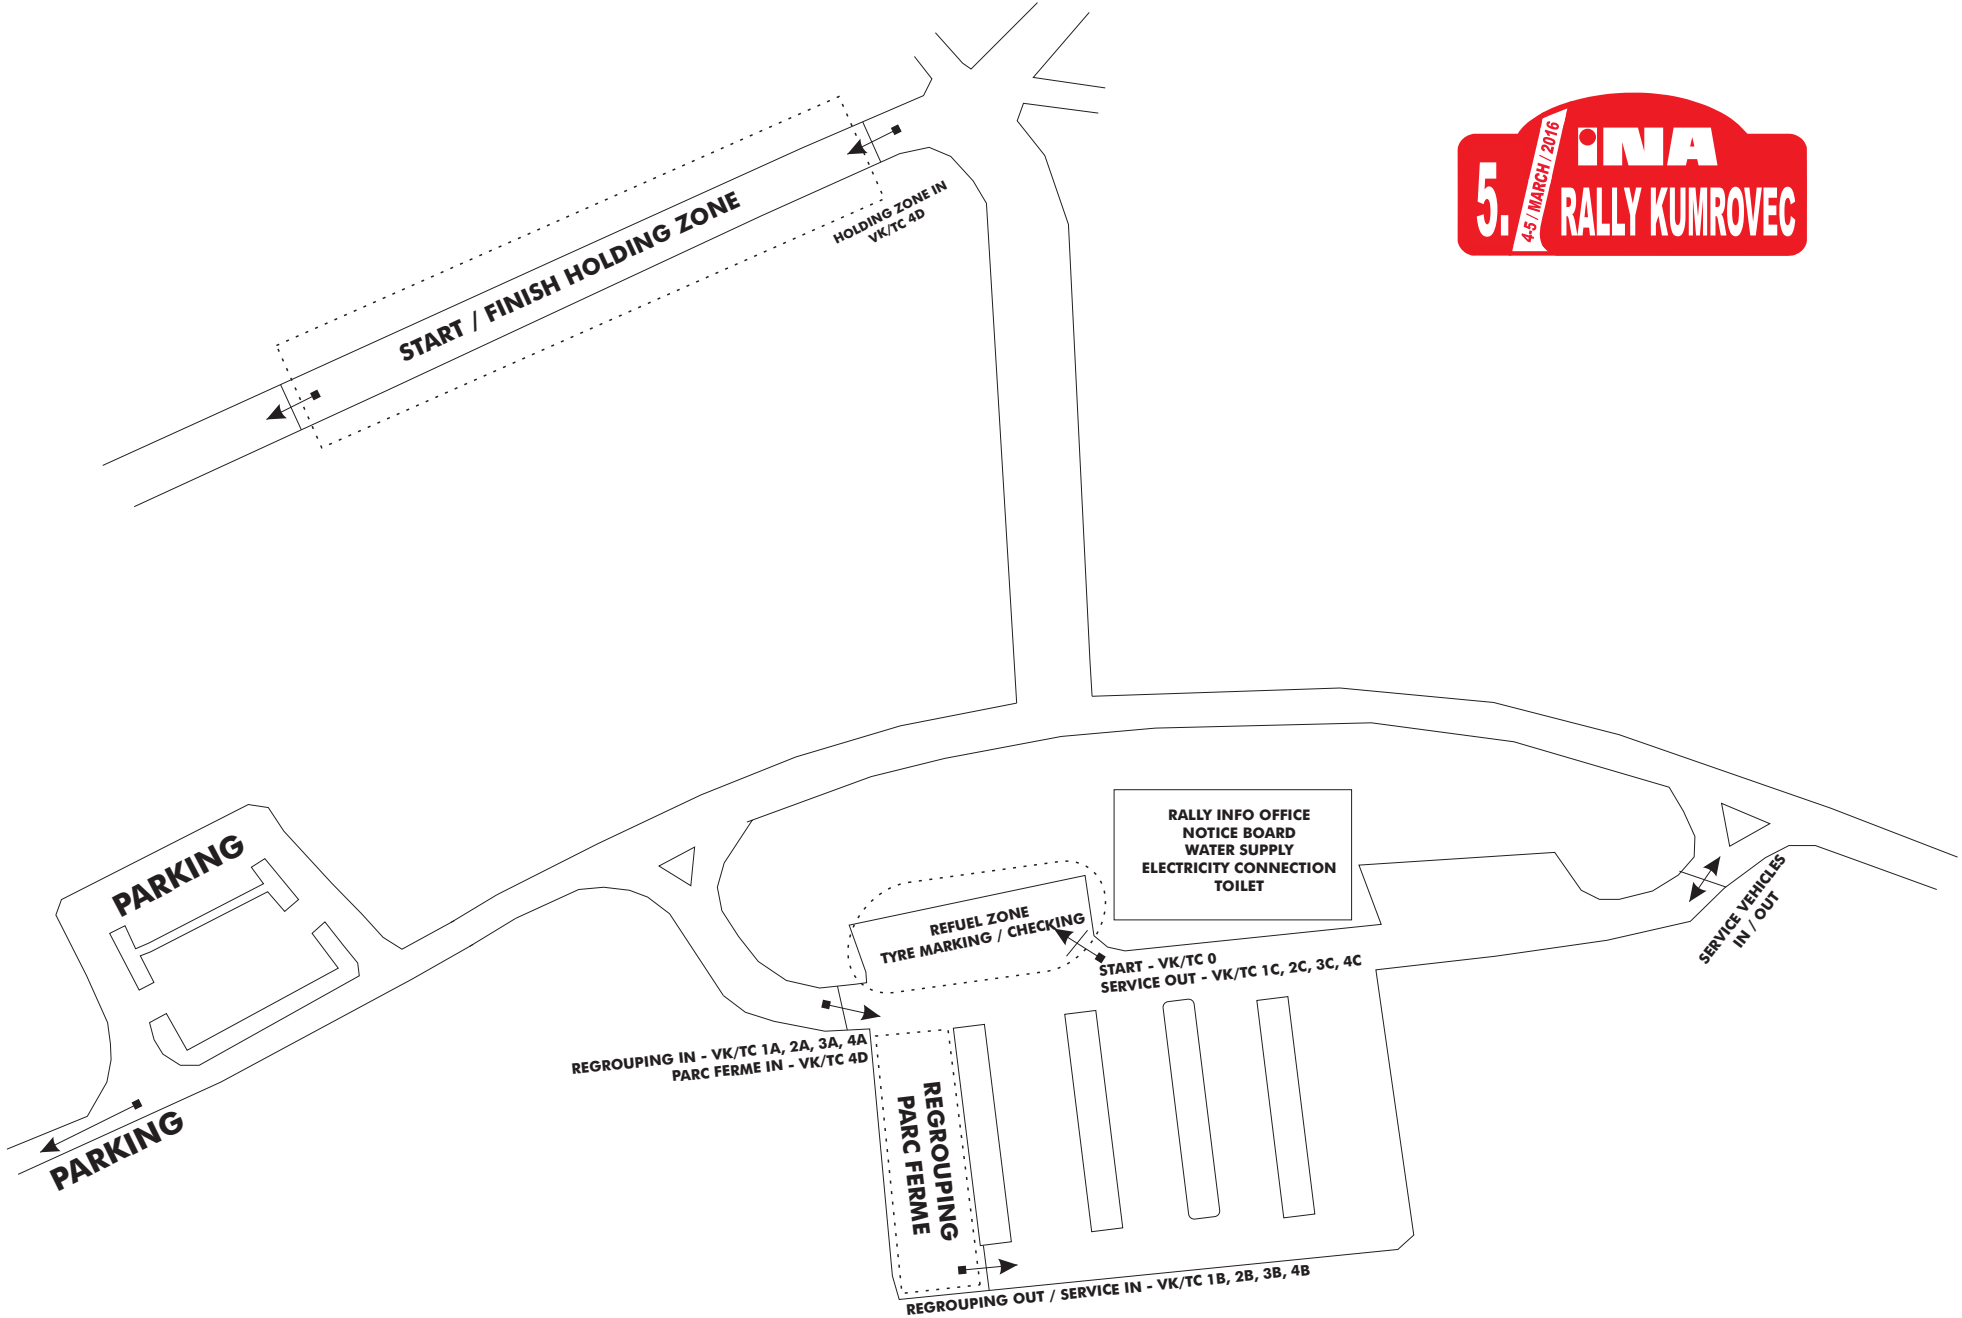 5.
4-5 / MARCH / 2016
iNA
RALLY KUMROVEC
START / FINISH HOLDING ZONE
HOLDING ZONE IN
VK/TC 4D
RALLY INFO OFFICE
NOTICE BOARD
WATER SUPPLY
ELECTRICITY CONNECTION
TOILET
PARKING
REFUEL ZONE
TYRE MARKING / CHECKING
SERVICE VEHICLES
IN / OUT
START - VK/TC 0
SERVICE OUT - VK/TC 1C, 2C, 3C, 4C
REGROUPING IN - VK/TC 1A, 2A, 3A, 4A
PARC FERME IN - VK/TC 4D
PARKING
REGROUPING
PARC FERME
REGROUPING OUT / SERVICE IN - VK/TC 1B, 2B, 3B, 4B